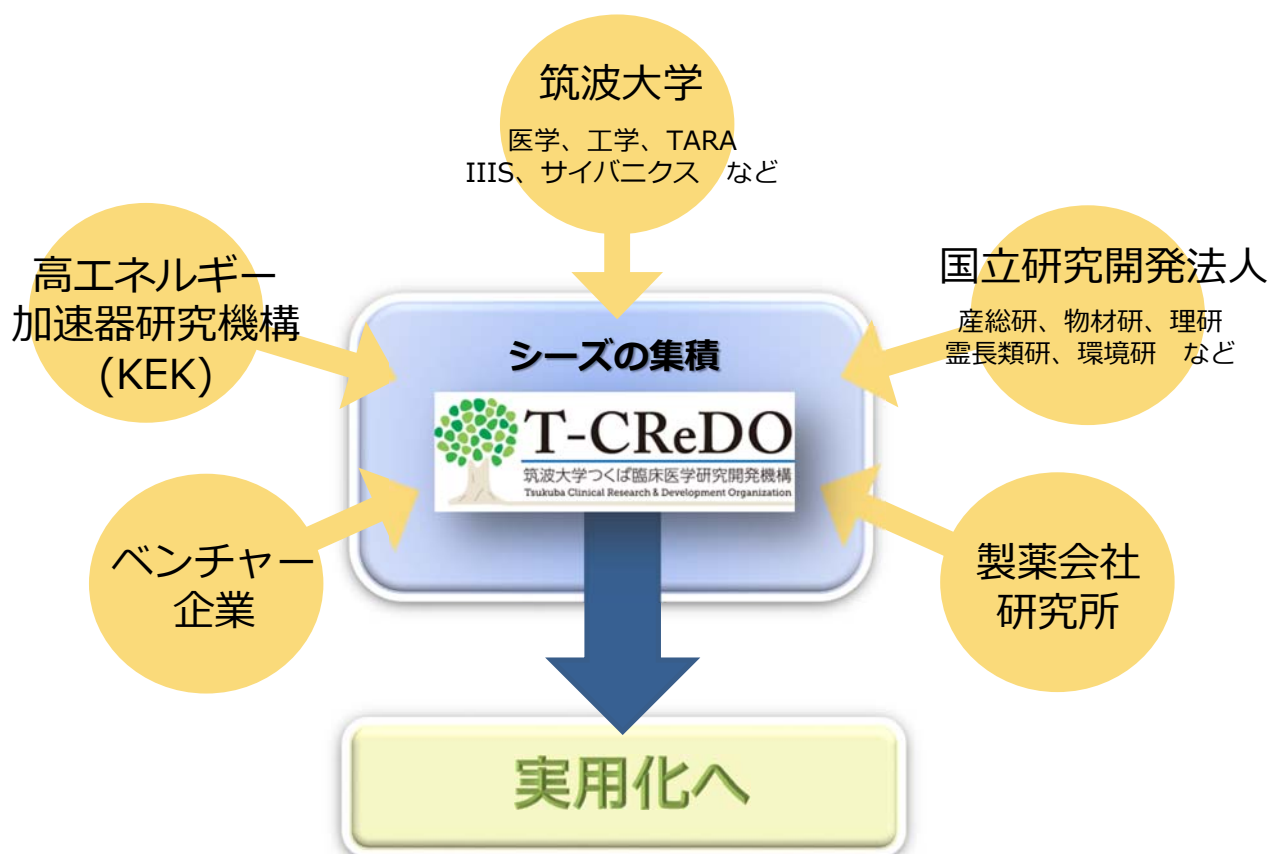 筑波大学
医学、工学、TARA
IIIS、サイバニクス　など
高エネルギー
加速器研究機構
(KEK)
国立研究開発法人
産総研、物材研、理研
霊長類研、環境研　など
シーズの集積
T-CReDO
筑波大学つくば臨床医学研究開発機構
Tsukuba Clinical Research & Development Organization
ベンチャー
企業
製薬会社
研究所
実用化へ